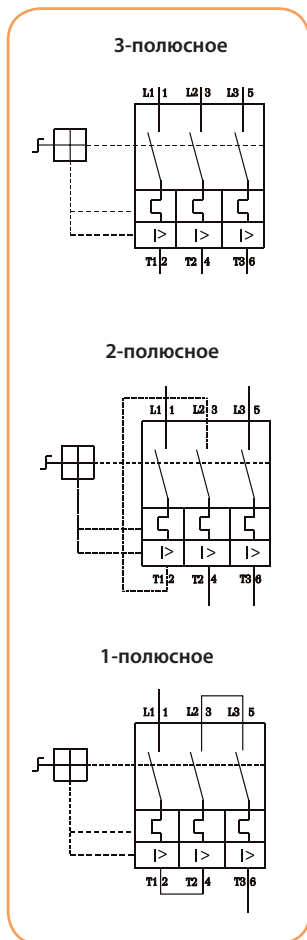 3-полюсное
L1 1 L2 3 L3 5
I> I> I>
T1 2 T2 4 T3 6
2-полюсное
L1 1 L2 3 L3 5
I> I> I>
T1 2 T2 4 T3 6
1-полюсное
L1 1 L2 3 L3 5
I> I> I>
T1 2 T2 4 T3 6